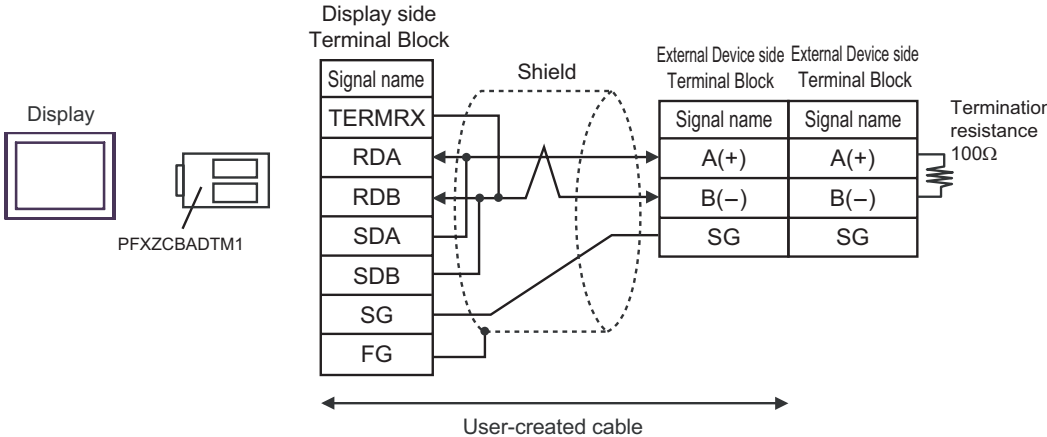 Display
PFXZCBADTM1
Display side
Terminal Block
Signal name
TERMRX
RDA
RDB
SDA
SDB
SG
FG
Shield
External Device side
Terminal Block
Signal name
A(+)
B(−)
SG
External Device side
Terminal Block
Signal name
A(+)
B(−)
SG
Termination
resistance
100Ω
User-created cable